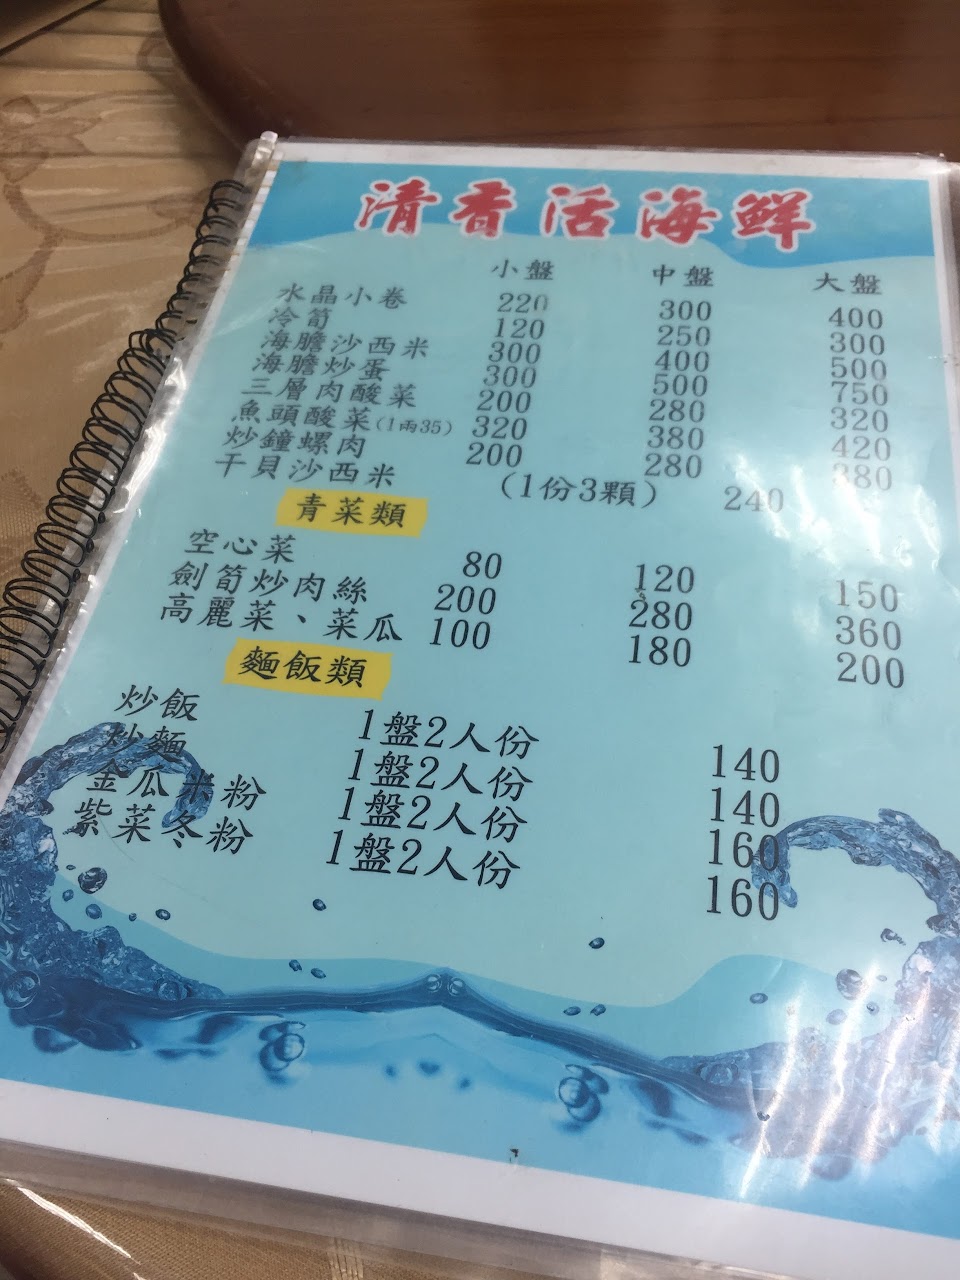 清香活海鮮
小盤 中盤 大盤
水晶小卷 220 300 400
冷筍 120 250 300
海膽沙西米 300 400 500
海膽炒蛋 300 500 750
三層肉酸菜 200 280 320
魚頭酸菜(1兩35) 320 380 420
炒鐘螺肉 200 280 380
干貝沙西米 (1份3顆) 240
青菜類
空心菜 80 120 150
劍筍炒肉絲 200 280 360
高麗菜、菜瓜 100 180 200
麵飯類
炒飯 1盤2人份 140
炒麵 1盤2人份 140
金瓜米粉 1盤2人份 160
紫菜冬粉 1盤2人份 160